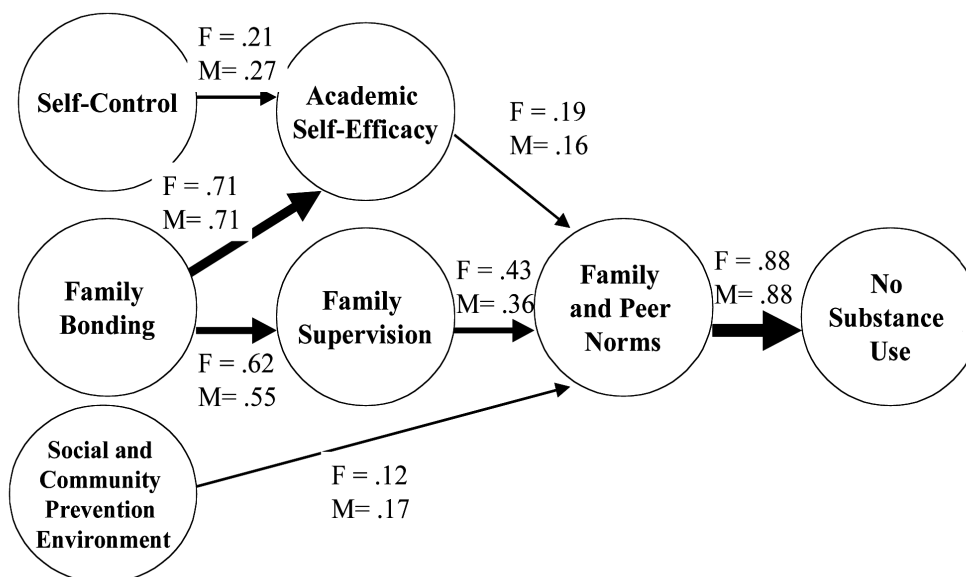 F = .21
M= .27
Self-Control
Academic
Self-Efficacy
F = .19
M= .16
F = .71
M= .71
Family
Bonding
F = .62
M= .55
Family
Supervision
F = .43
M= .36
Family
and Peer
Norms
F = .88
M= .88
No
Substance
Use
Social and
Community
Prevention
Environment
F = .12
M= .17